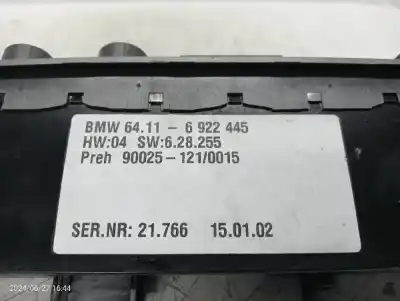 BMW 64.11 - 6 922 445
HW:04 SW:6.28.255
Preh 90025-121/0015
SER.NR: 21.766 15.01.02
2024/06/27 16:44